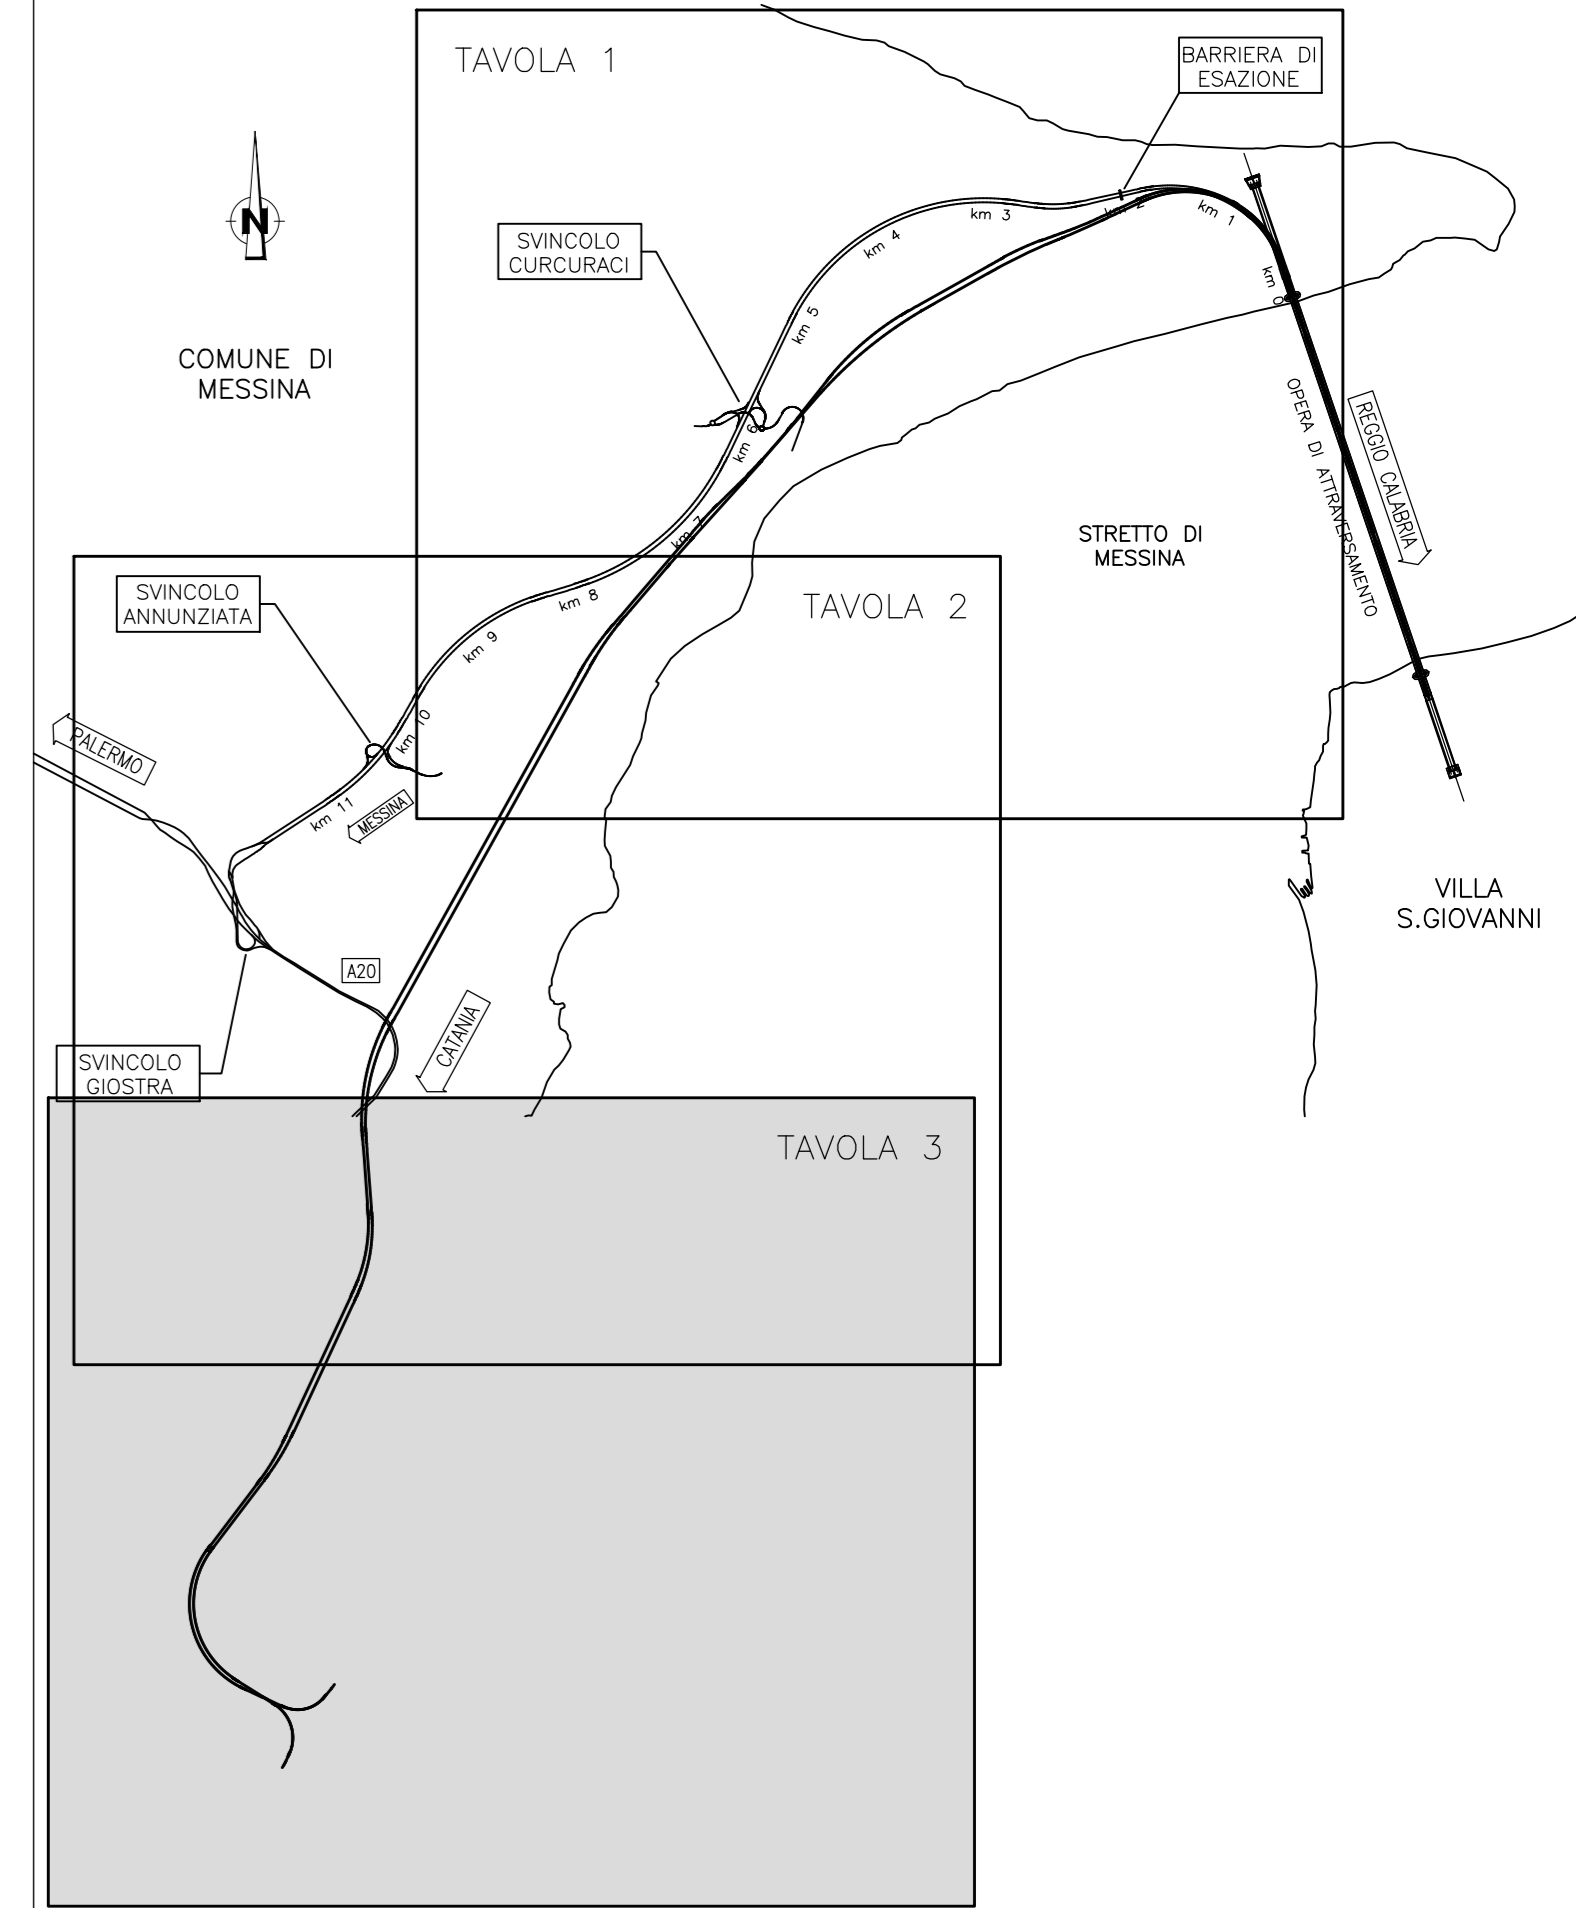 TAVOLA 1
BARRIERA DI
ESAZIONE
N
SVINCOLO
CURCURACI
km 4
km 3
km 2
km 1
km 0
km 5
COMUNE DI
MESSINA
km 6
km 7
OPERA DI ATTRAVERSAMENTO
REGGIO CALABRIA
STRETTO DI
MESSINA
SVINCOLO
ANNUNZIATA
TAVOLA 2
km 8
km 9
km 10
PALERMO
km 11
MESSINA
VILLA
S.GIOVANNI
A20
CATANIA
SVINCOLO
GIOSTRA
TAVOLA 3